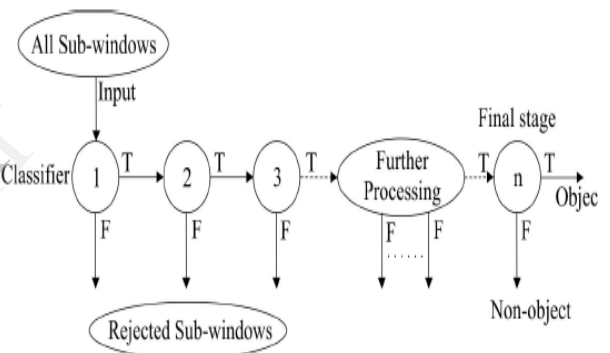 All Sub-windows
Input
Final stage
Classifier
1
T
2
T
3
T
Further
Processing
T
n
T
Objec
F
F
F
F
F
......
F
Non-object
Rejected Sub-windows